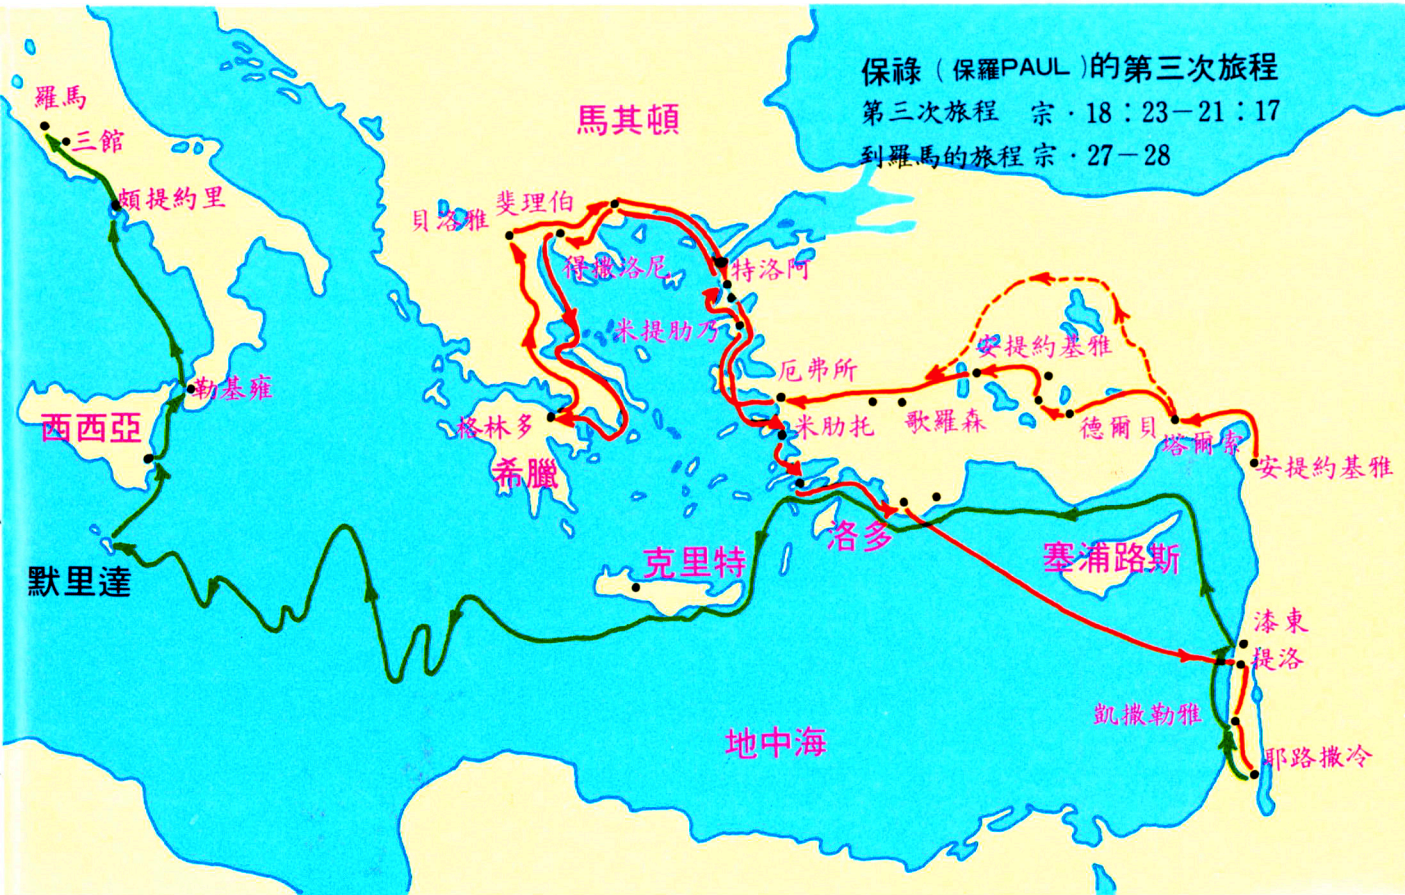 保祿（保羅PAUL）的第三次旅程
第三次旅程 宗·18：23－21：17
到羅馬的旅程 宗·27－28
羅馬
三館
馬其頓
頗提約里
斐理伯
貝洛雅
得撒洛尼
特洛阿
米提肋乃
安提約基雅
厄弗所
勒基雍
西西亞
格林多
米肋托
歌羅森
德爾貝
塔爾索
安提約基雅
希臘
洛多
克里特
塞浦路斯
默里達
漆東
提洛
凱撒勒雅
地中海
耶路撒冷